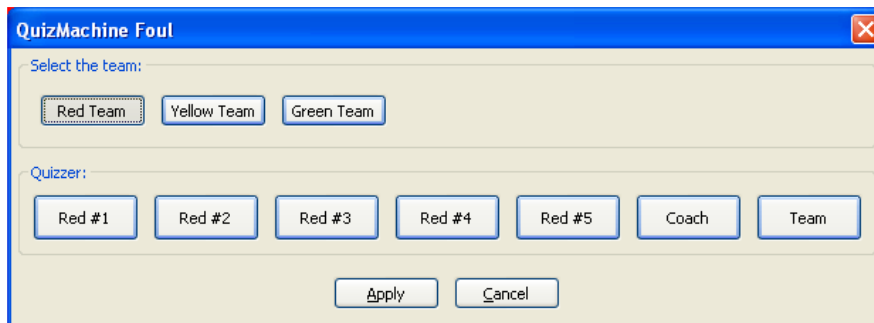 QuizMachine Foul
Select the team:
Red Team Yellow Team Green Team
Quizzer:
Red #1 Red #2 Red #3 Red #4 Red #5 Coach Team
Apply Cancel